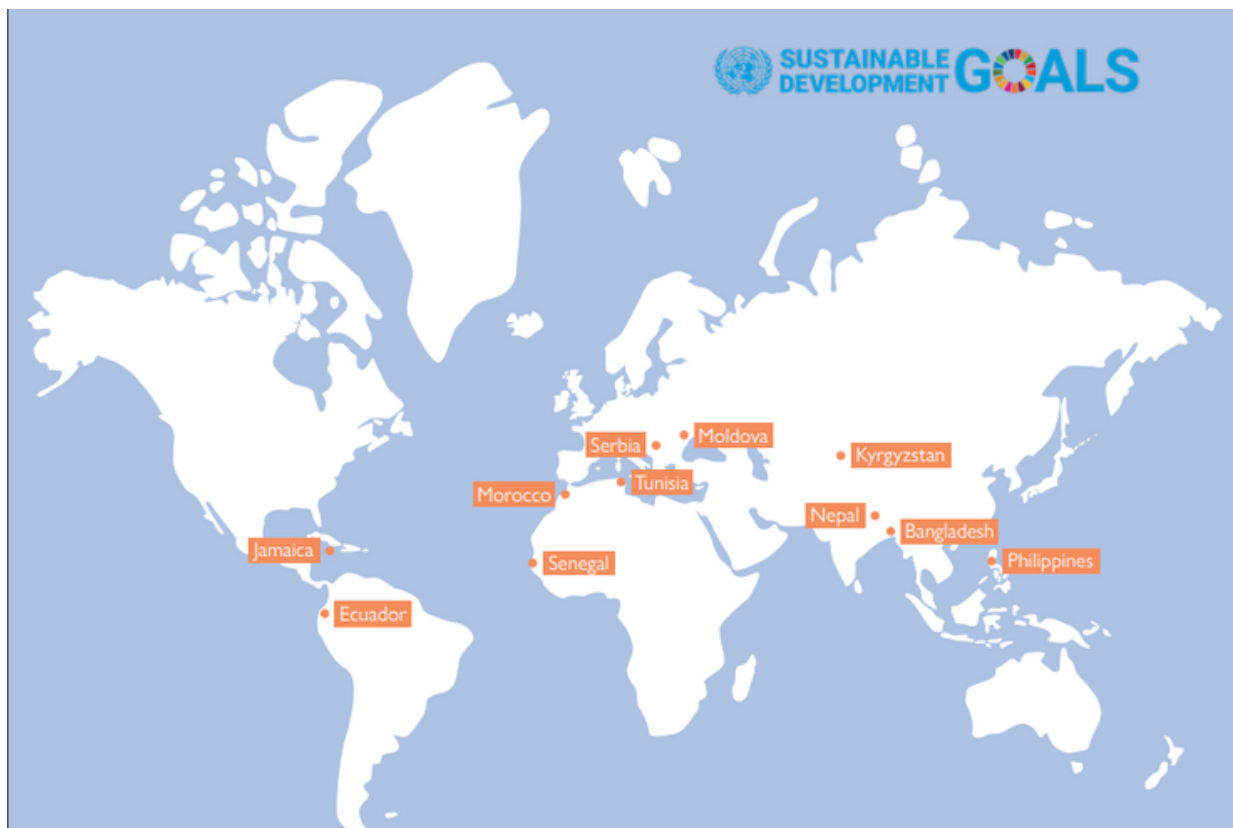 SUSTAINABLE
DEVELOPMENT
GOALS
Moldova
Serbia
Kyrgyzstan
Tunisia
Morocco
Nepal
Bangladesh
Jamaica
Senegal
Philippines
Ecuador